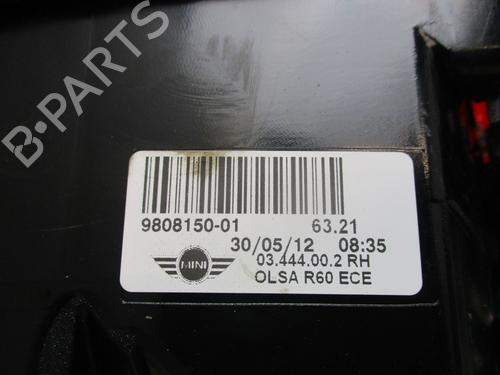 B-PARTS
9808150-01 63.21
30/05/12 08:35
MINI
03.444.00.2 RH
OLSA R60 ECE